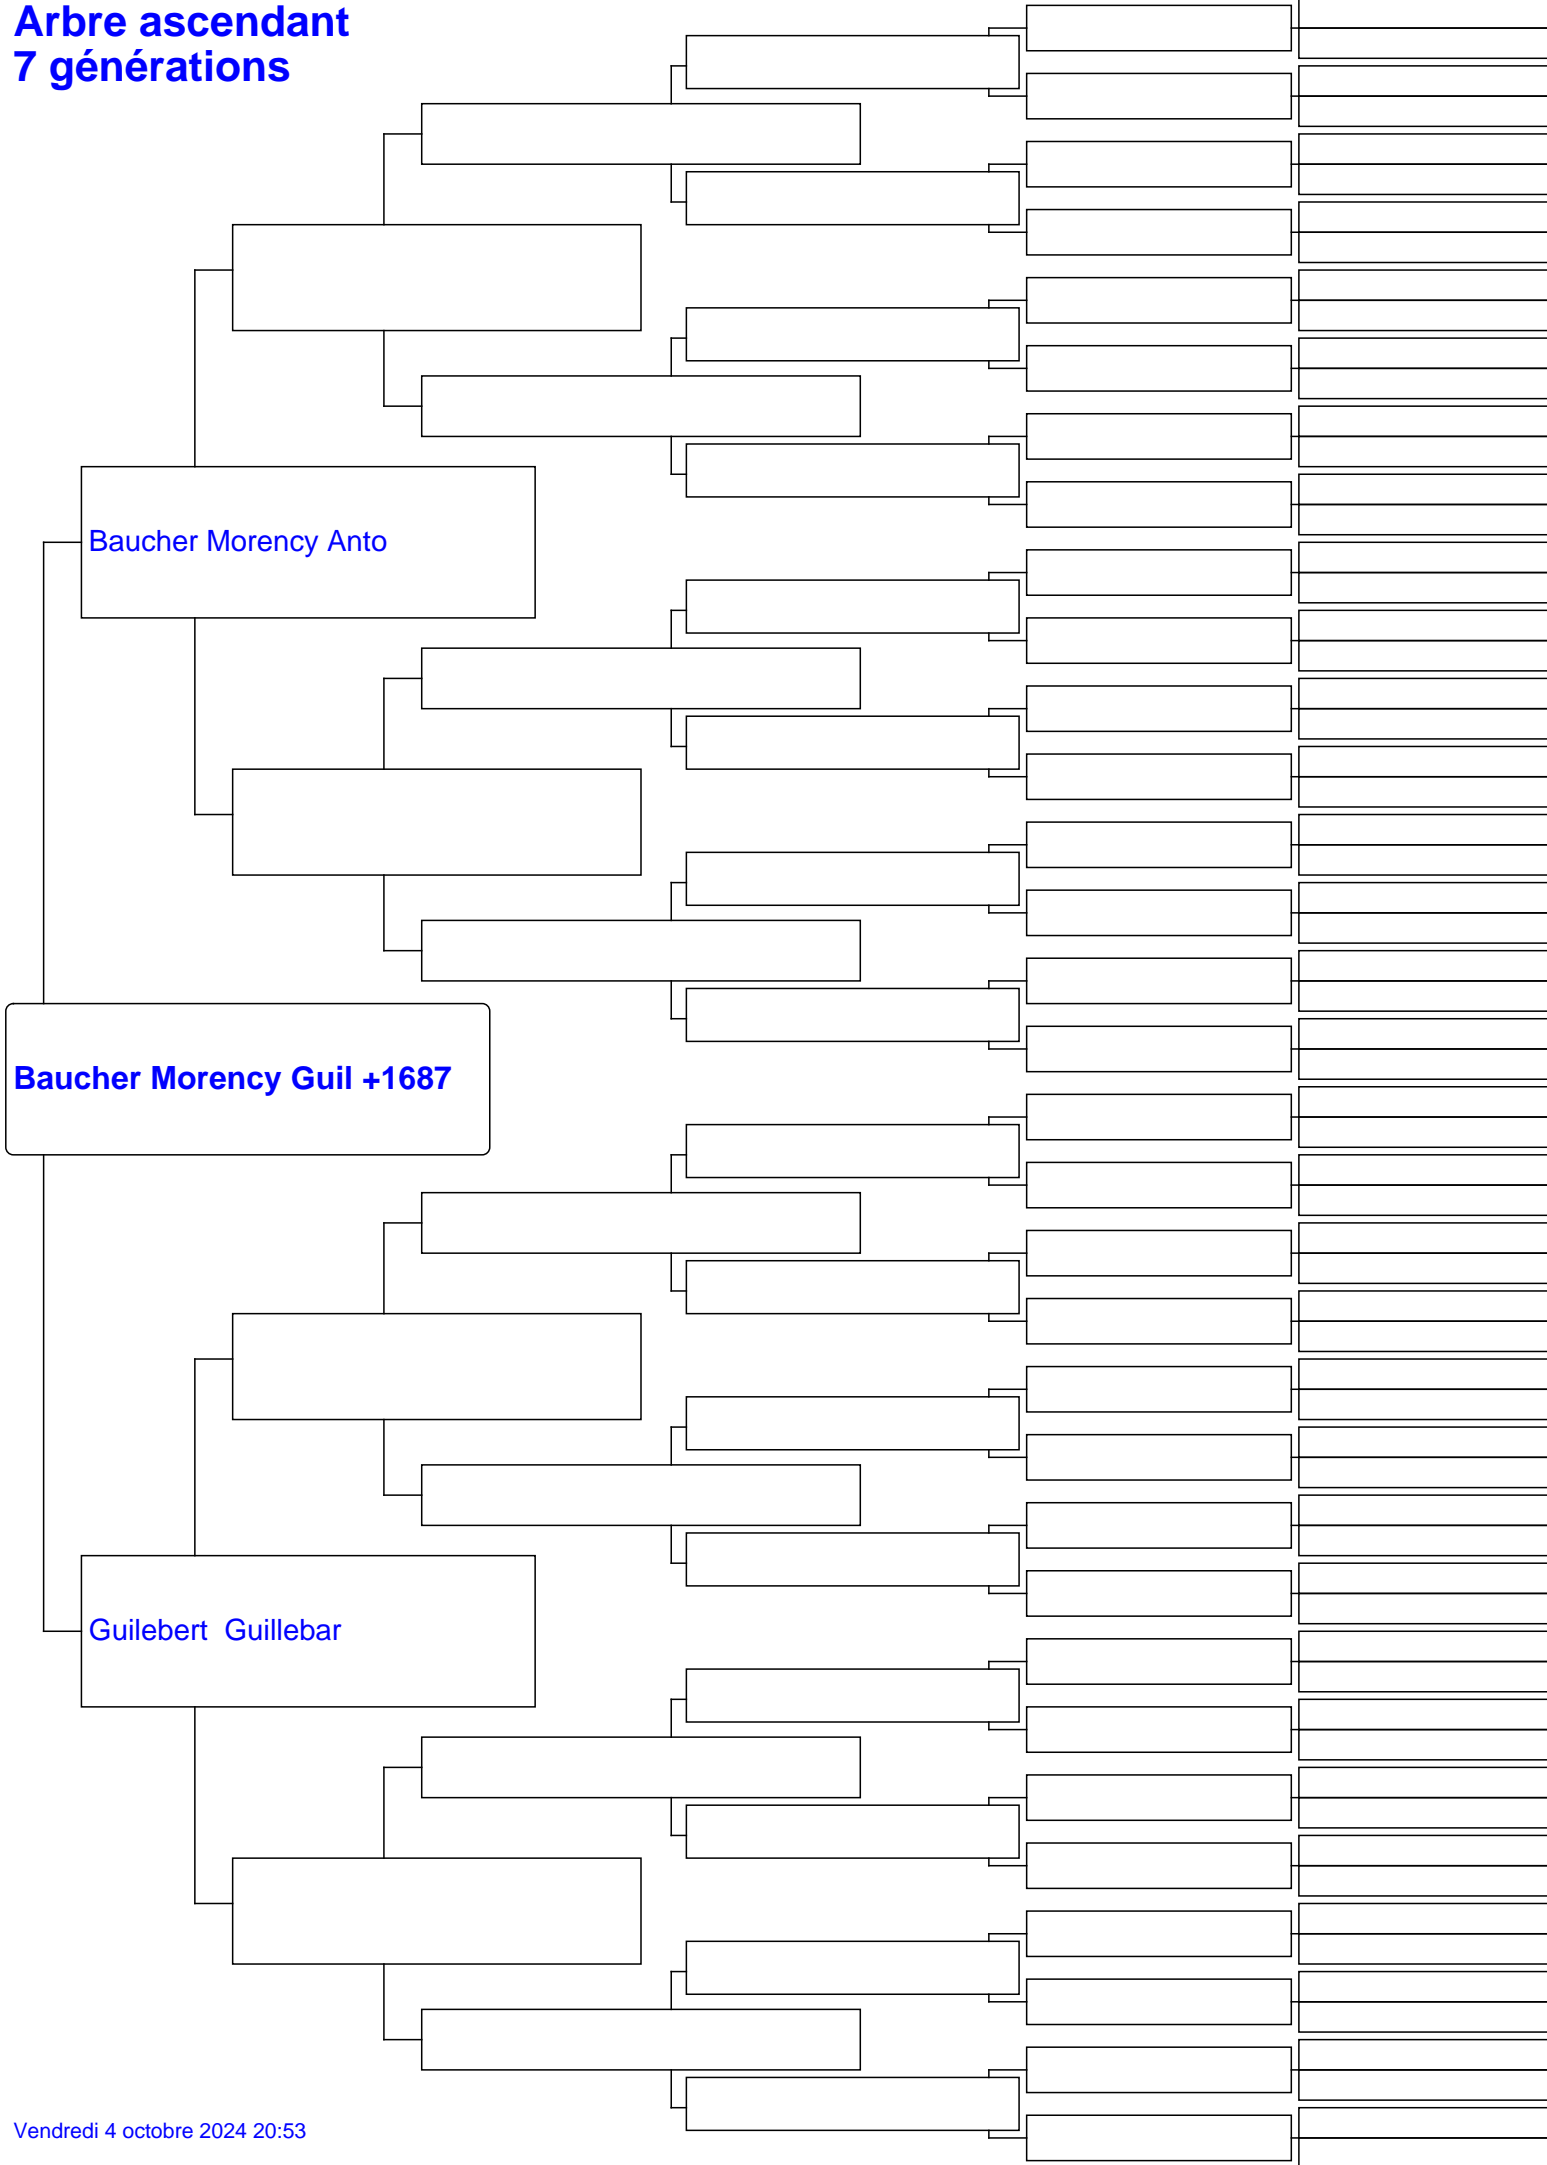 Arbre ascendant
7 générations
Baucher Morency Anto
Baucher Morency Guil +1687
Guilebert  Guillebar
Vendredi 4 octobre 2024 20:53